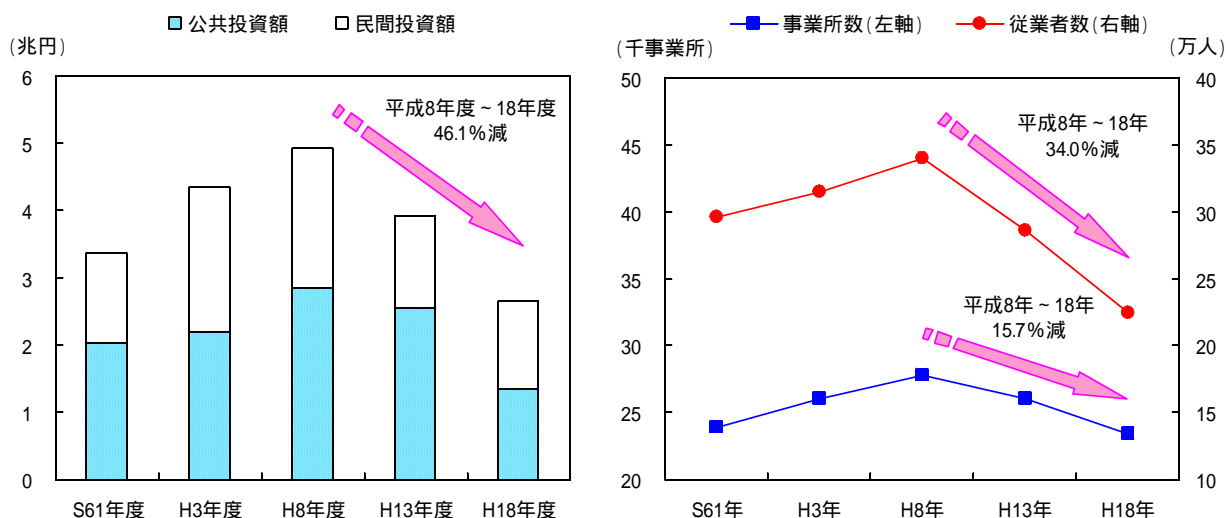 公共投資額 民間投資額
(兆円)
6
5
4
3
2
1
0
平成8年度～18年度
46.1%減
S61年度 H3年度 H8年度 H13年度 H18年度
事業所数(左軸) 従業者数(右軸)
(千事業所) (万人)
50 40
45 35
40 30
35 25
30 20
25 15
20 10
平成8年～18年
34.0%減
平成8年～18年
15.7%減
S61年 H3年 H8年 H13年 H18年